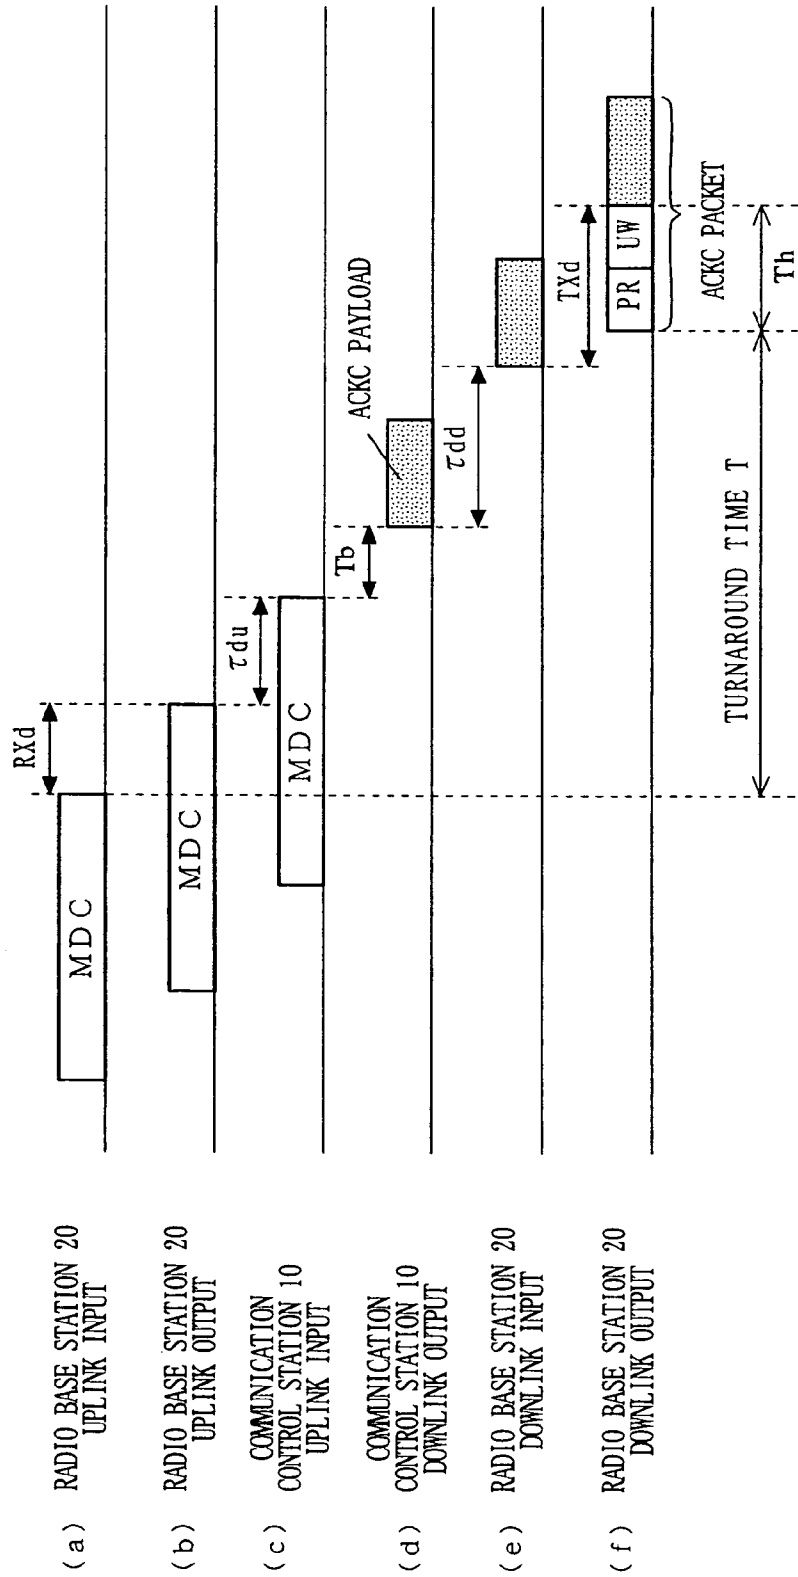 (a) RADIO BASE STATION 20
UPLINK INPUT
MDC
RXd
(b) RADIO BASE STATION 20
UPLINK OUTPUT
MDC
τdu
(c) COMMUNICATION
CONTROL STATION 10
UPLINK INPUT
MDC
Tb
(d) COMMUNICATION
CONTROL STATION 10
DOWNLINK OUTPUT
ACKC PAYLOAD
τdd
(e) RADIO BASE STATION 20
DOWNLINK INPUT
TXd
(f) RADIO BASE STATION 20
DOWNLINK OUTPUT
PR UW
ACKC PACKET
TURNAROUND TIME T
Th